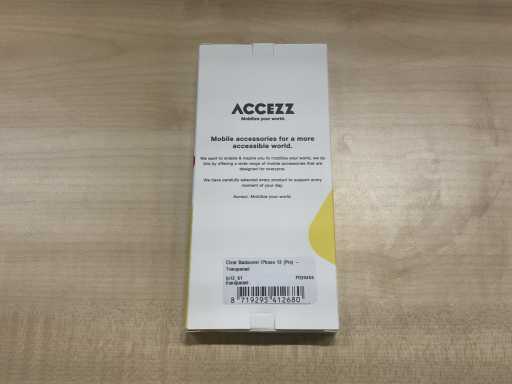 ACCEZZ
Mobilize your world.
Mobile accessories for a more
accessible world.
We want to enable & inspire you to mobilize your world, we do
this by offering a wide range of mobile accessories that are
designed for everyone.
We have carefully selected every product to support every
moment of your day.
Accezz. Mobilize your world.
Clear Backcover iPhone 12 (Pro) -
Transparant
transparant
8 719295 412680